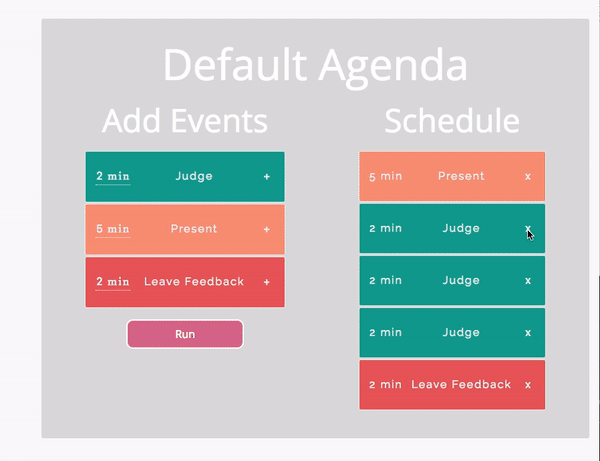 Default Agenda
Add Events
2 min Judge +
5 min Present +
2 min Leave Feedback +
Run
Schedule
5 min Present x
2 min Judge x
2 min Judge x
2 min Judge x
2 min Leave Feedback x